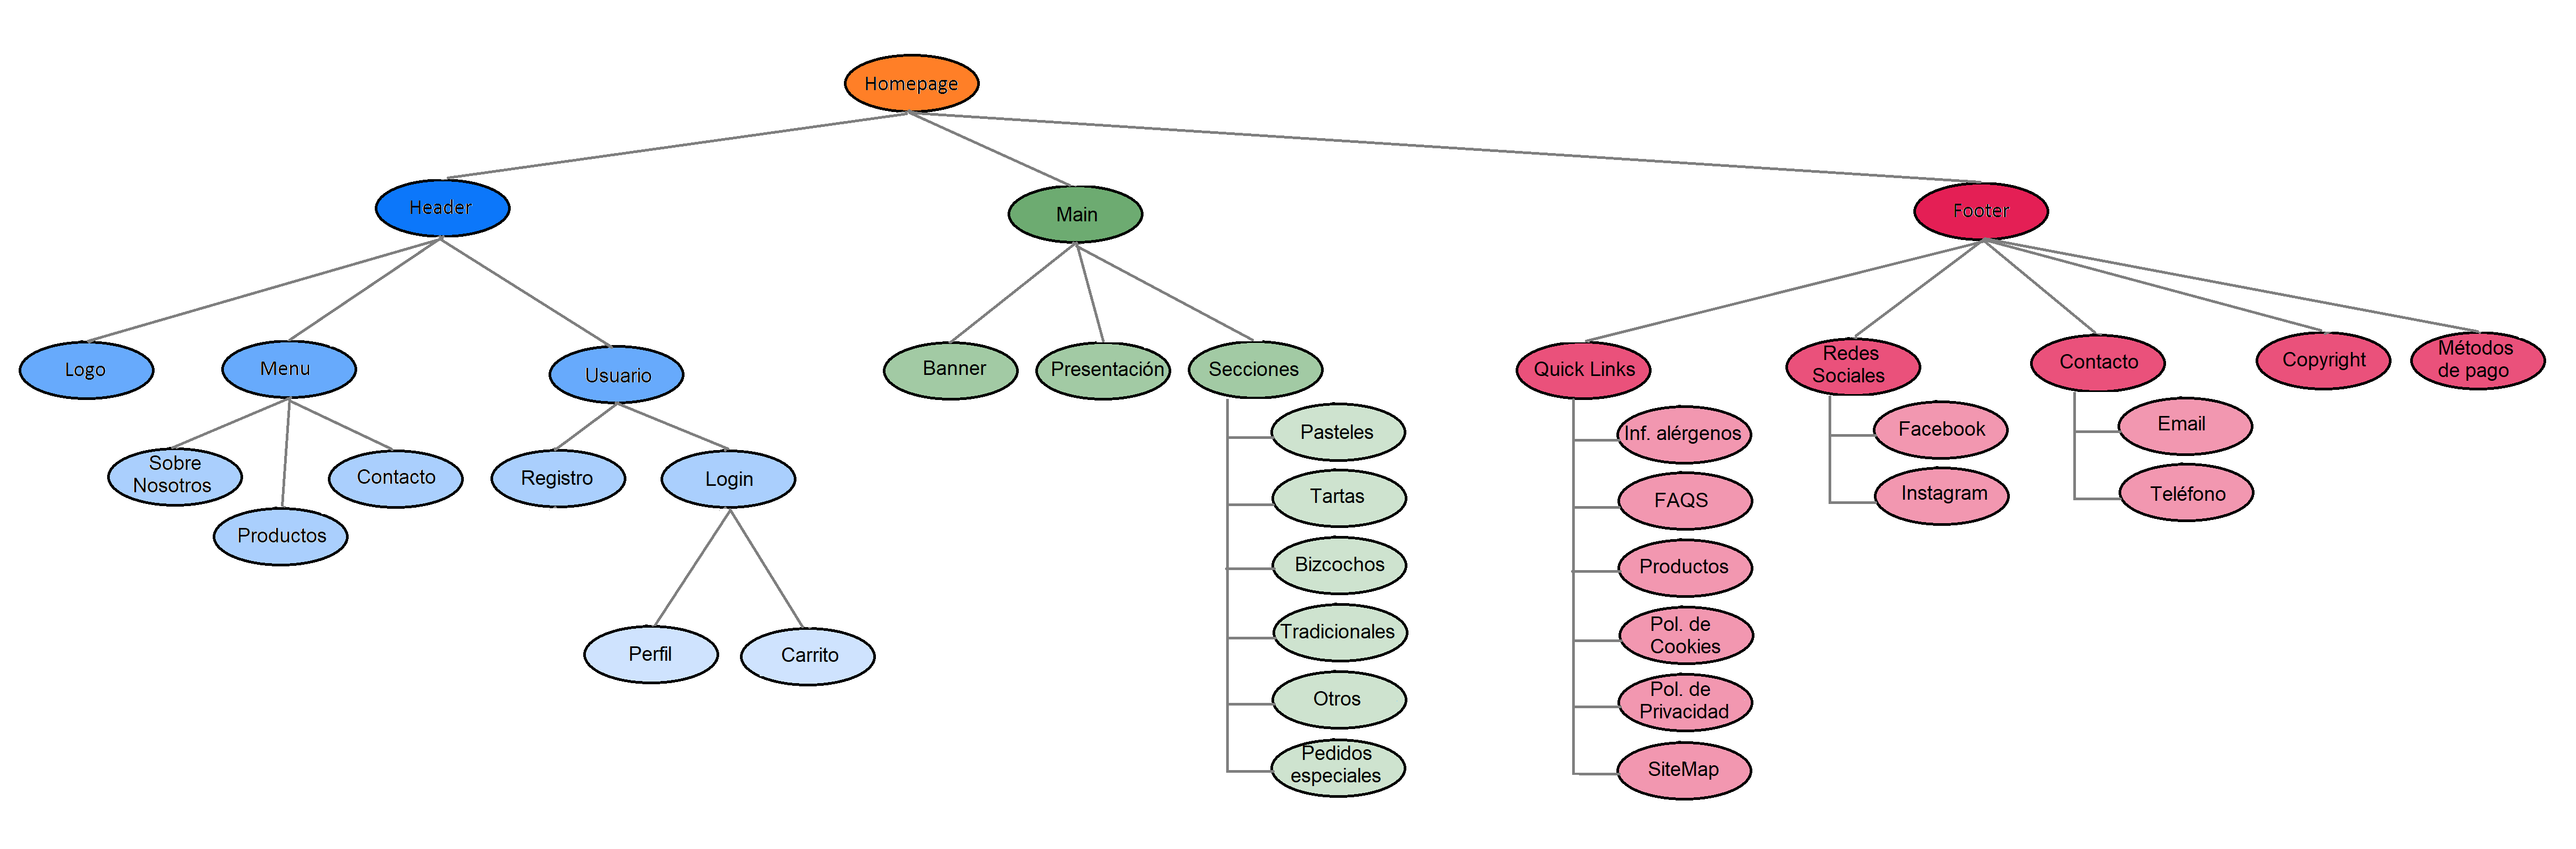 Homepage
Header
Main
Footer
Logo
Menu
Usuario
Banner
Presentación
Secciones
Quick Links
Redes
Sociales
Contacto
Copyright
Métodos
de pago
Sobre
Nosotros
Productos
Contacto
Registro
Login
Perfil
Carrito
Pasteles
Tartas
Bizcochos
Tradicionales
Otros
Pedidos
especiales
Inf. alérgenos
FAQS
Productos
Pol. de
Cookies
Pol. de
Privacidad
SiteMap
Facebook
Instagram
Email
Teléfono